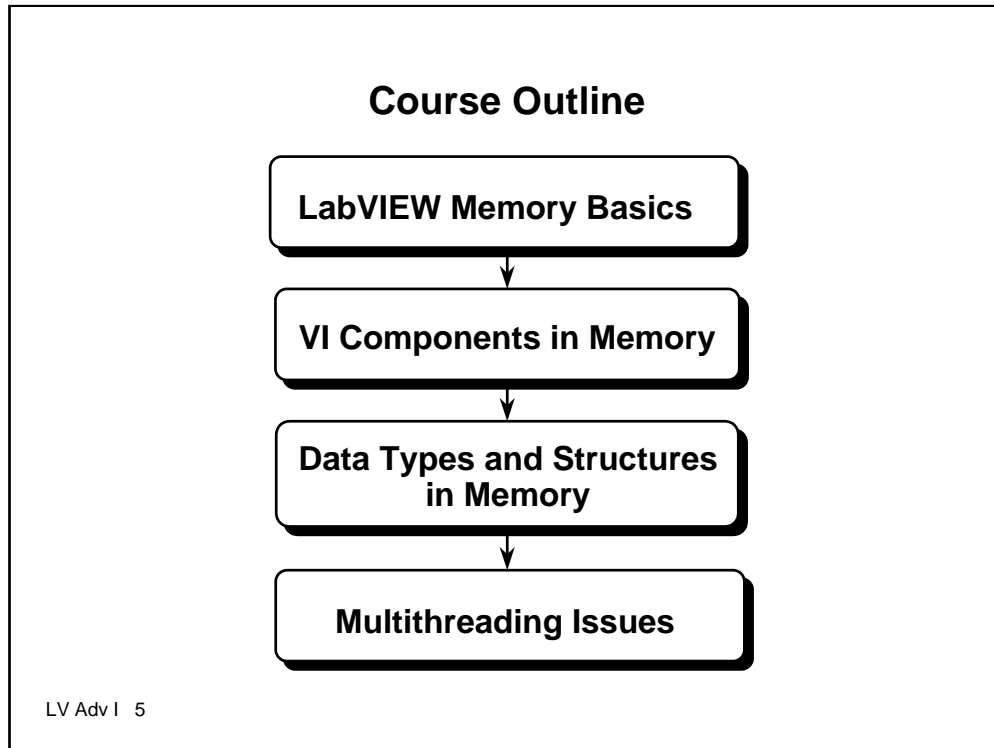 Course Outline
LabVIEW Memory Basics
VI Components in Memory
Data Types and Structures
in Memory
Multithreading Issues
LV Adv I 5